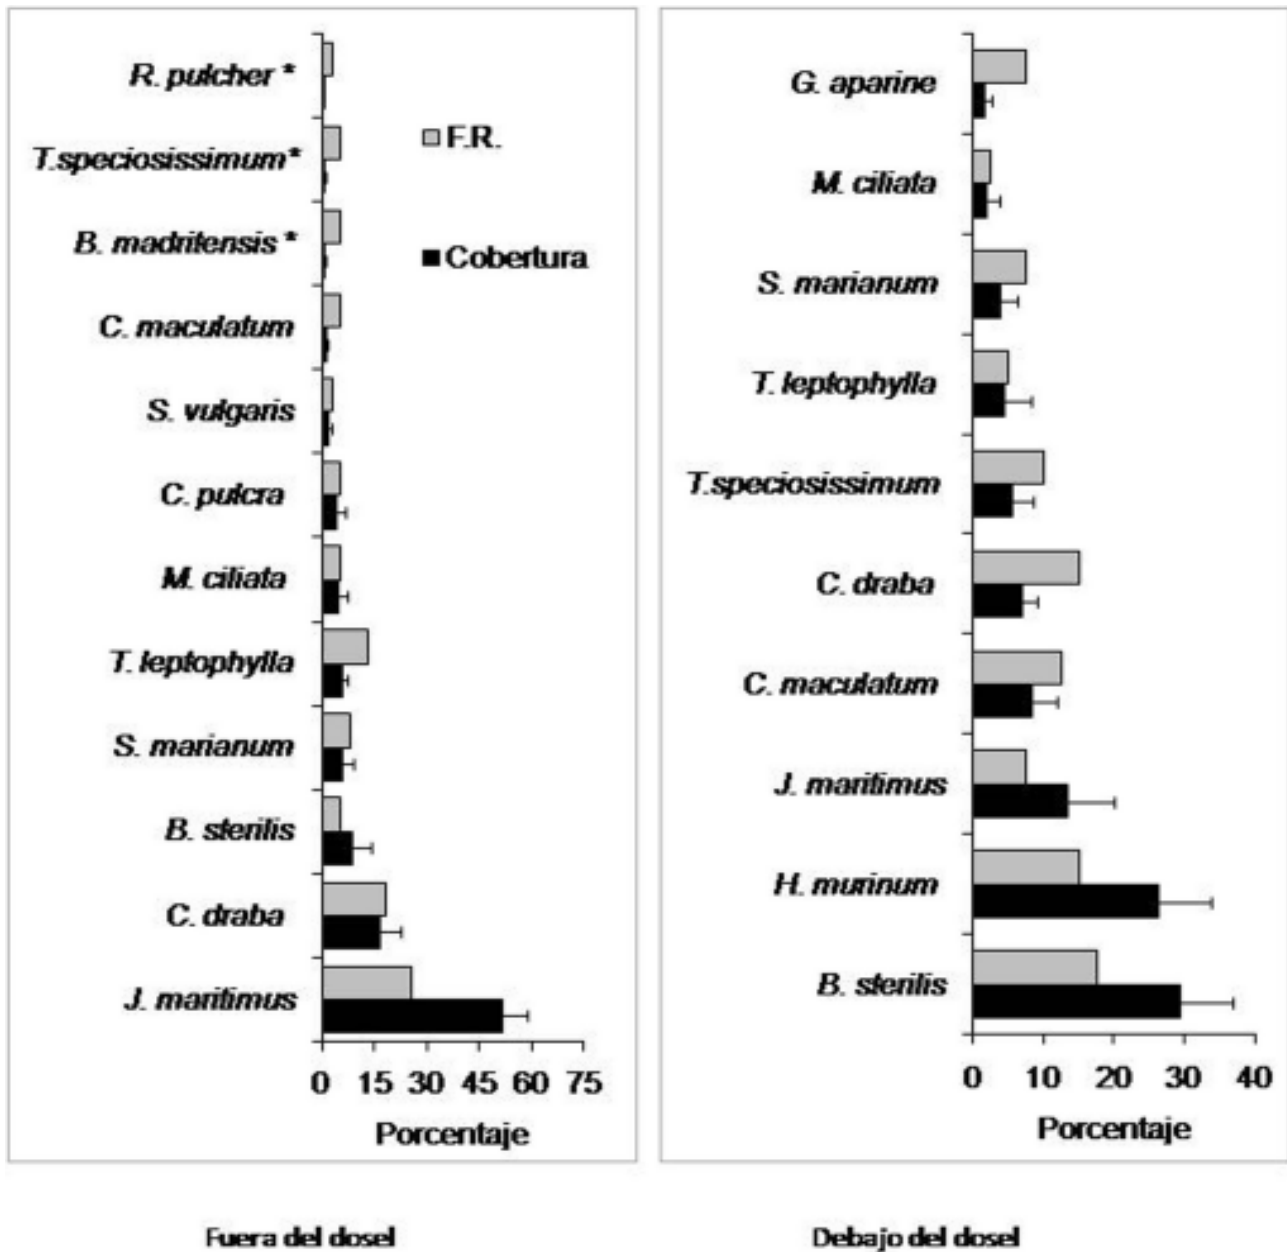 R. pulcher *
T.speciosissimum*
B. madritensis *
C. maculatum
S. vulgaris
C. pulcra
M. ciliata
T. leptophylla
S. marianum
B. sterilis
C. draba
J. maritimus
F.R.
Cobertura
0 15 30 45 60 75
Porcentaje
Fuera del dosel
G. aparine
M. ciliata
S. marianum
T. leptophylla
T.speciosissimum
C. draba
C. maculatum
J. maritimus
H. murinum
B. sterilis
0 10 20 30 40
Porcentaje
Debajo del dosel